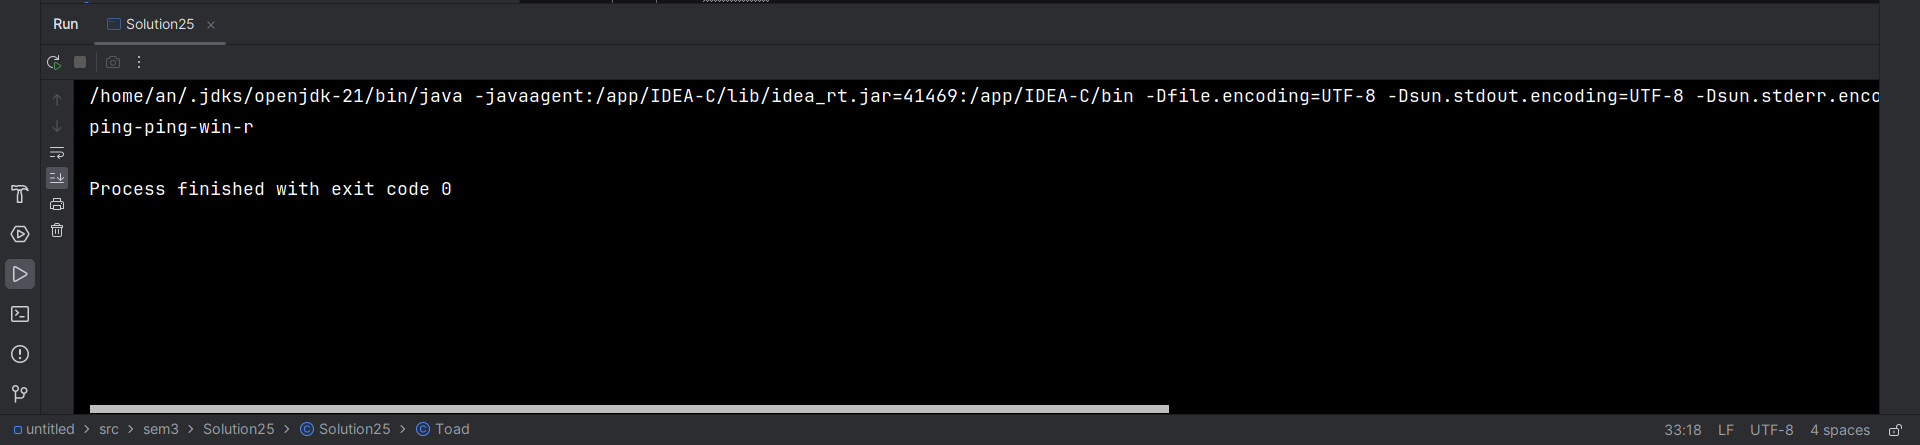 Run
Solution25
/home/an/.jdks/openjdk-21/bin/java -javaagent:/app/IDEA-C/lib/idea_rt.jar=41469:/app/IDEA-C/bin -Dfile.encoding=UTF-8 -Dsun.stdout.encoding=UTF-8 -Dsun.stderr.enco
ping-ping-win-r
Process finished with exit code 0
untitled > src > sem3 > Solution25 > Solution25 > Toad
33:18 LF UTF-8 4 spaces